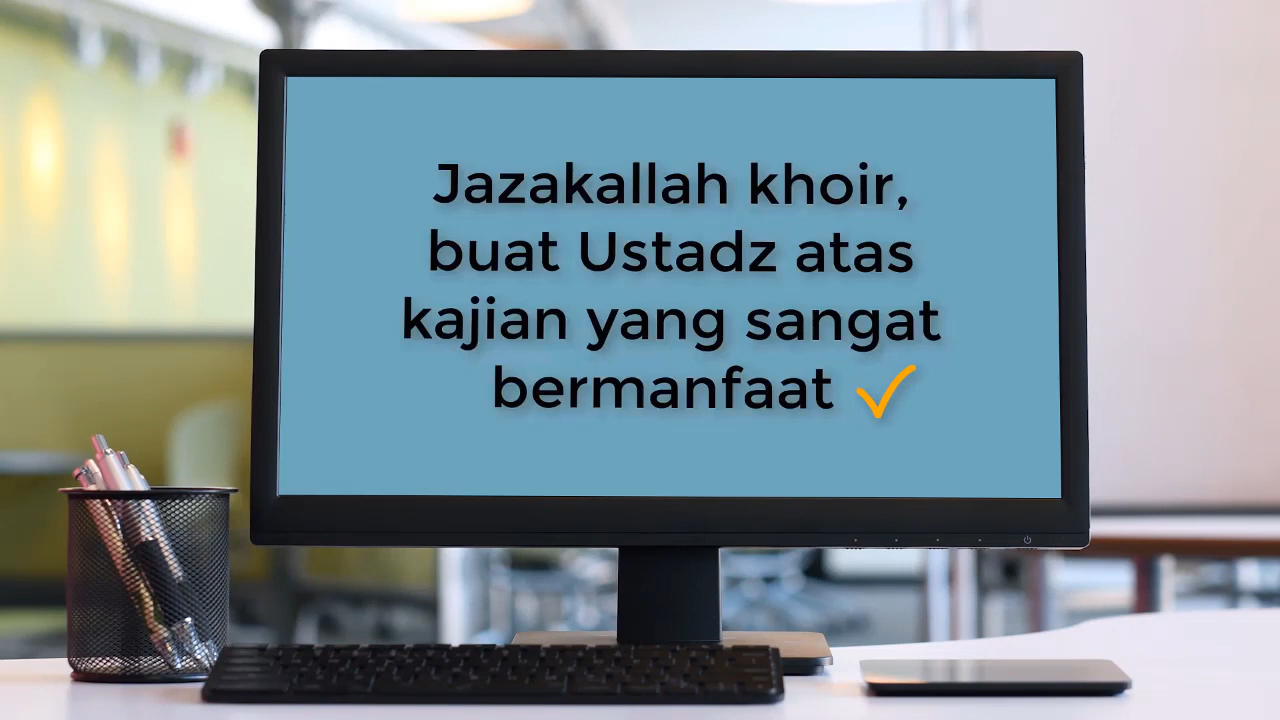 Jazakallah khoir,
buat Ustadz atas
kajian yang sangat
bermanfaat ✓